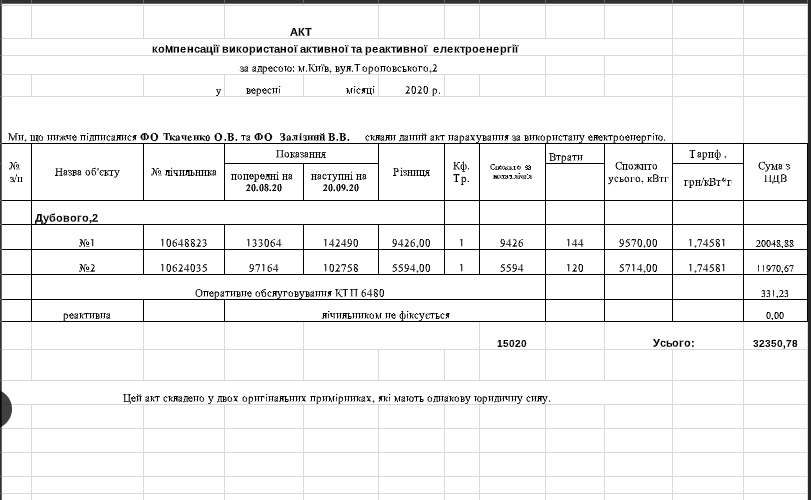 АКТ
коМпенсації використаної активної та реактивної електроенергії
за адресою: м.Київ, вул.Тороповського,2
у вересні місяці 2020 р.
Ми, що нижче підписалися ФО Ткаченко О.В. та ФО Залізний В.В. склали даний акт нарахування за використану електроенергію.
№ з/п Назва об'єкту № лічильника Показання Різниця Кф. Тр. Втрати Спожито усього, кВтг Тариф , Сума з ПДВ
попередні на 20.08.20 наступні на 20.09.20 грн/кВт*г
Дубового,2
№1 10648823 133064 142490 9426,00 1 9426 144 9570,00 1,74581 20048,88
№2 10624035 97164 102758 5594,00 1 5594 120 5714,00 1,74581 11970,67
Оперативне обслуговування КТП 6480 331,23
реактивна лічильником не фіксується 0,00
15020 Усього: 32350,78
Цей акт складено у двох оригінальних примірниках, які мають однакову юридичну силу.